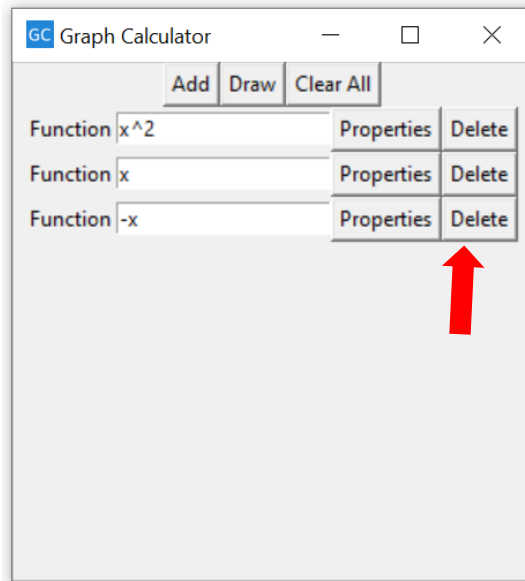 GC Graph Calculator
Add Draw Clear All
Function x^2 Properties Delete
Function x Properties Delete
Function -x Properties Delete